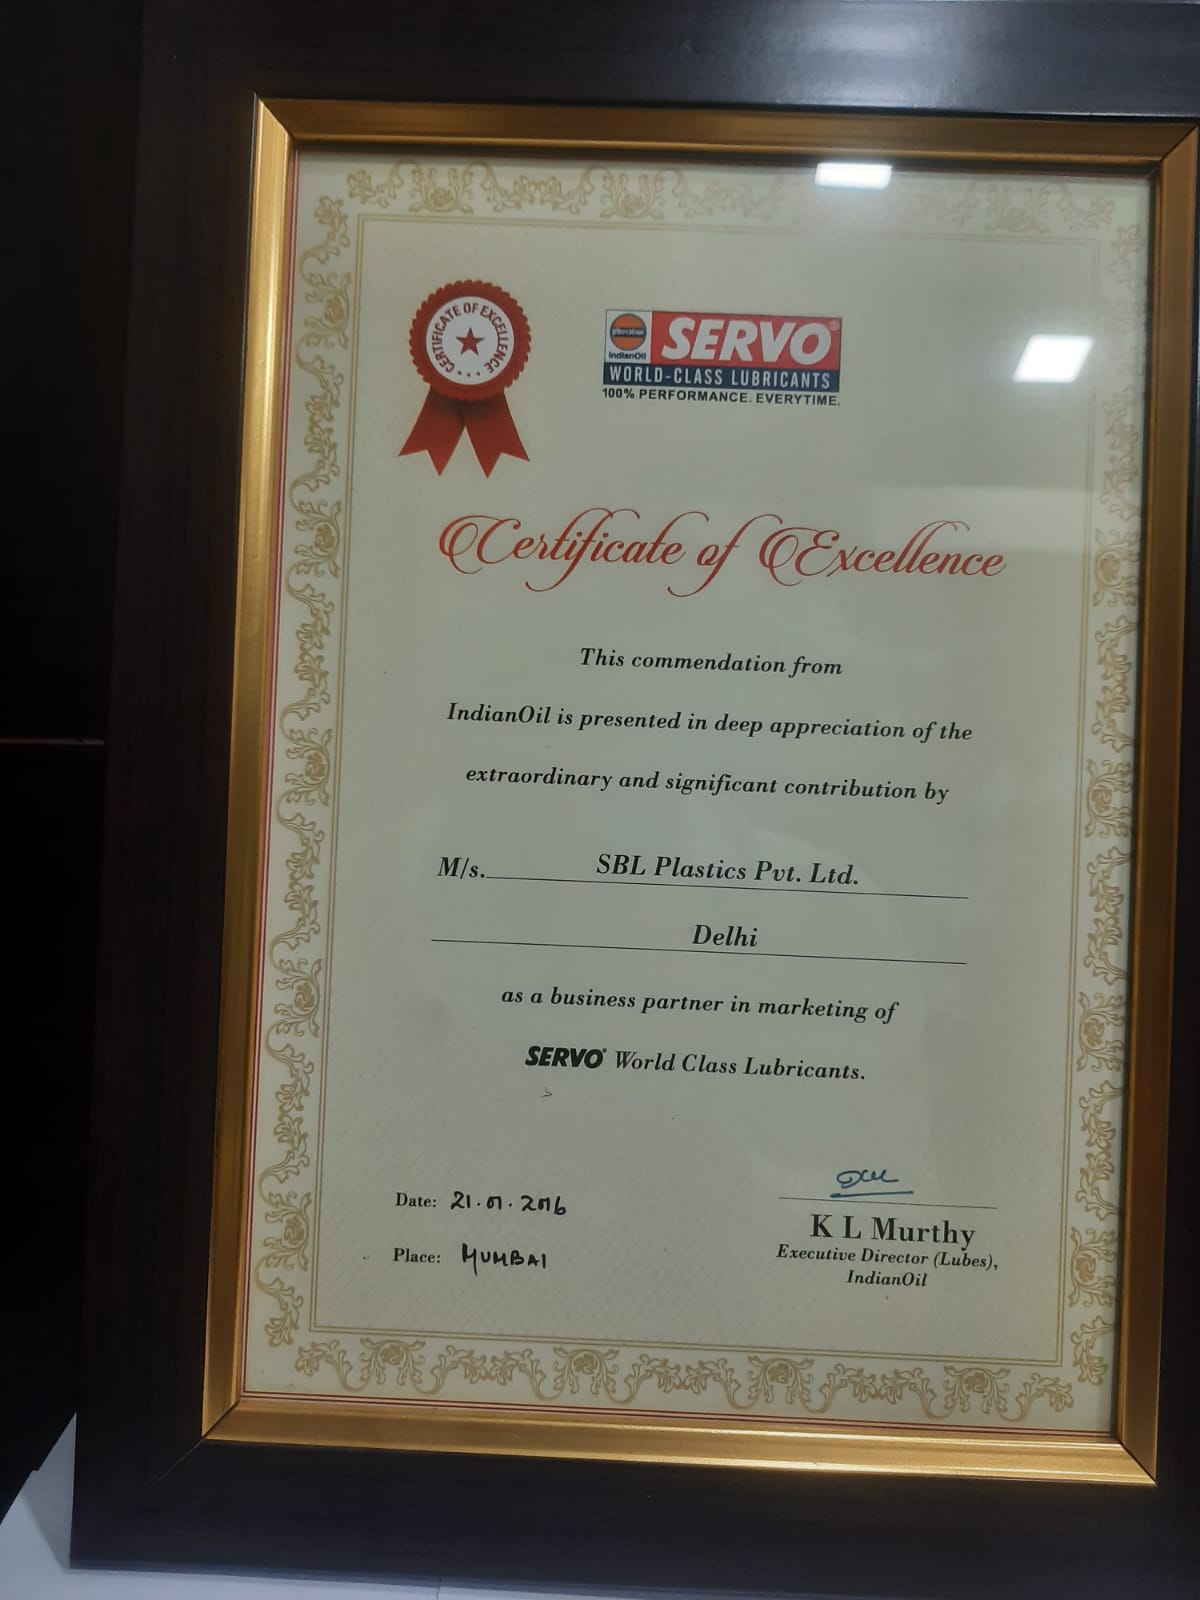 CERTIFICATE OF EXCELLENCE
IndianOil
SERVO®
WORLD-CLASS LUBRICANTS
100% PERFORMANCE. EVERYTIME.
Certificate of Excellence
This commendation from
IndianOil is presented in deep appreciation of the
extraordinary and significant contribution by
M/s. SBL Plastics Pvt. Ltd.
Delhi
as a business partner in marketing of
SERVO® World Class Lubricants.
Date: 21.01.2016
Place: MUMBAI
K L Murthy
Executive Director (Lubes),
IndianOil